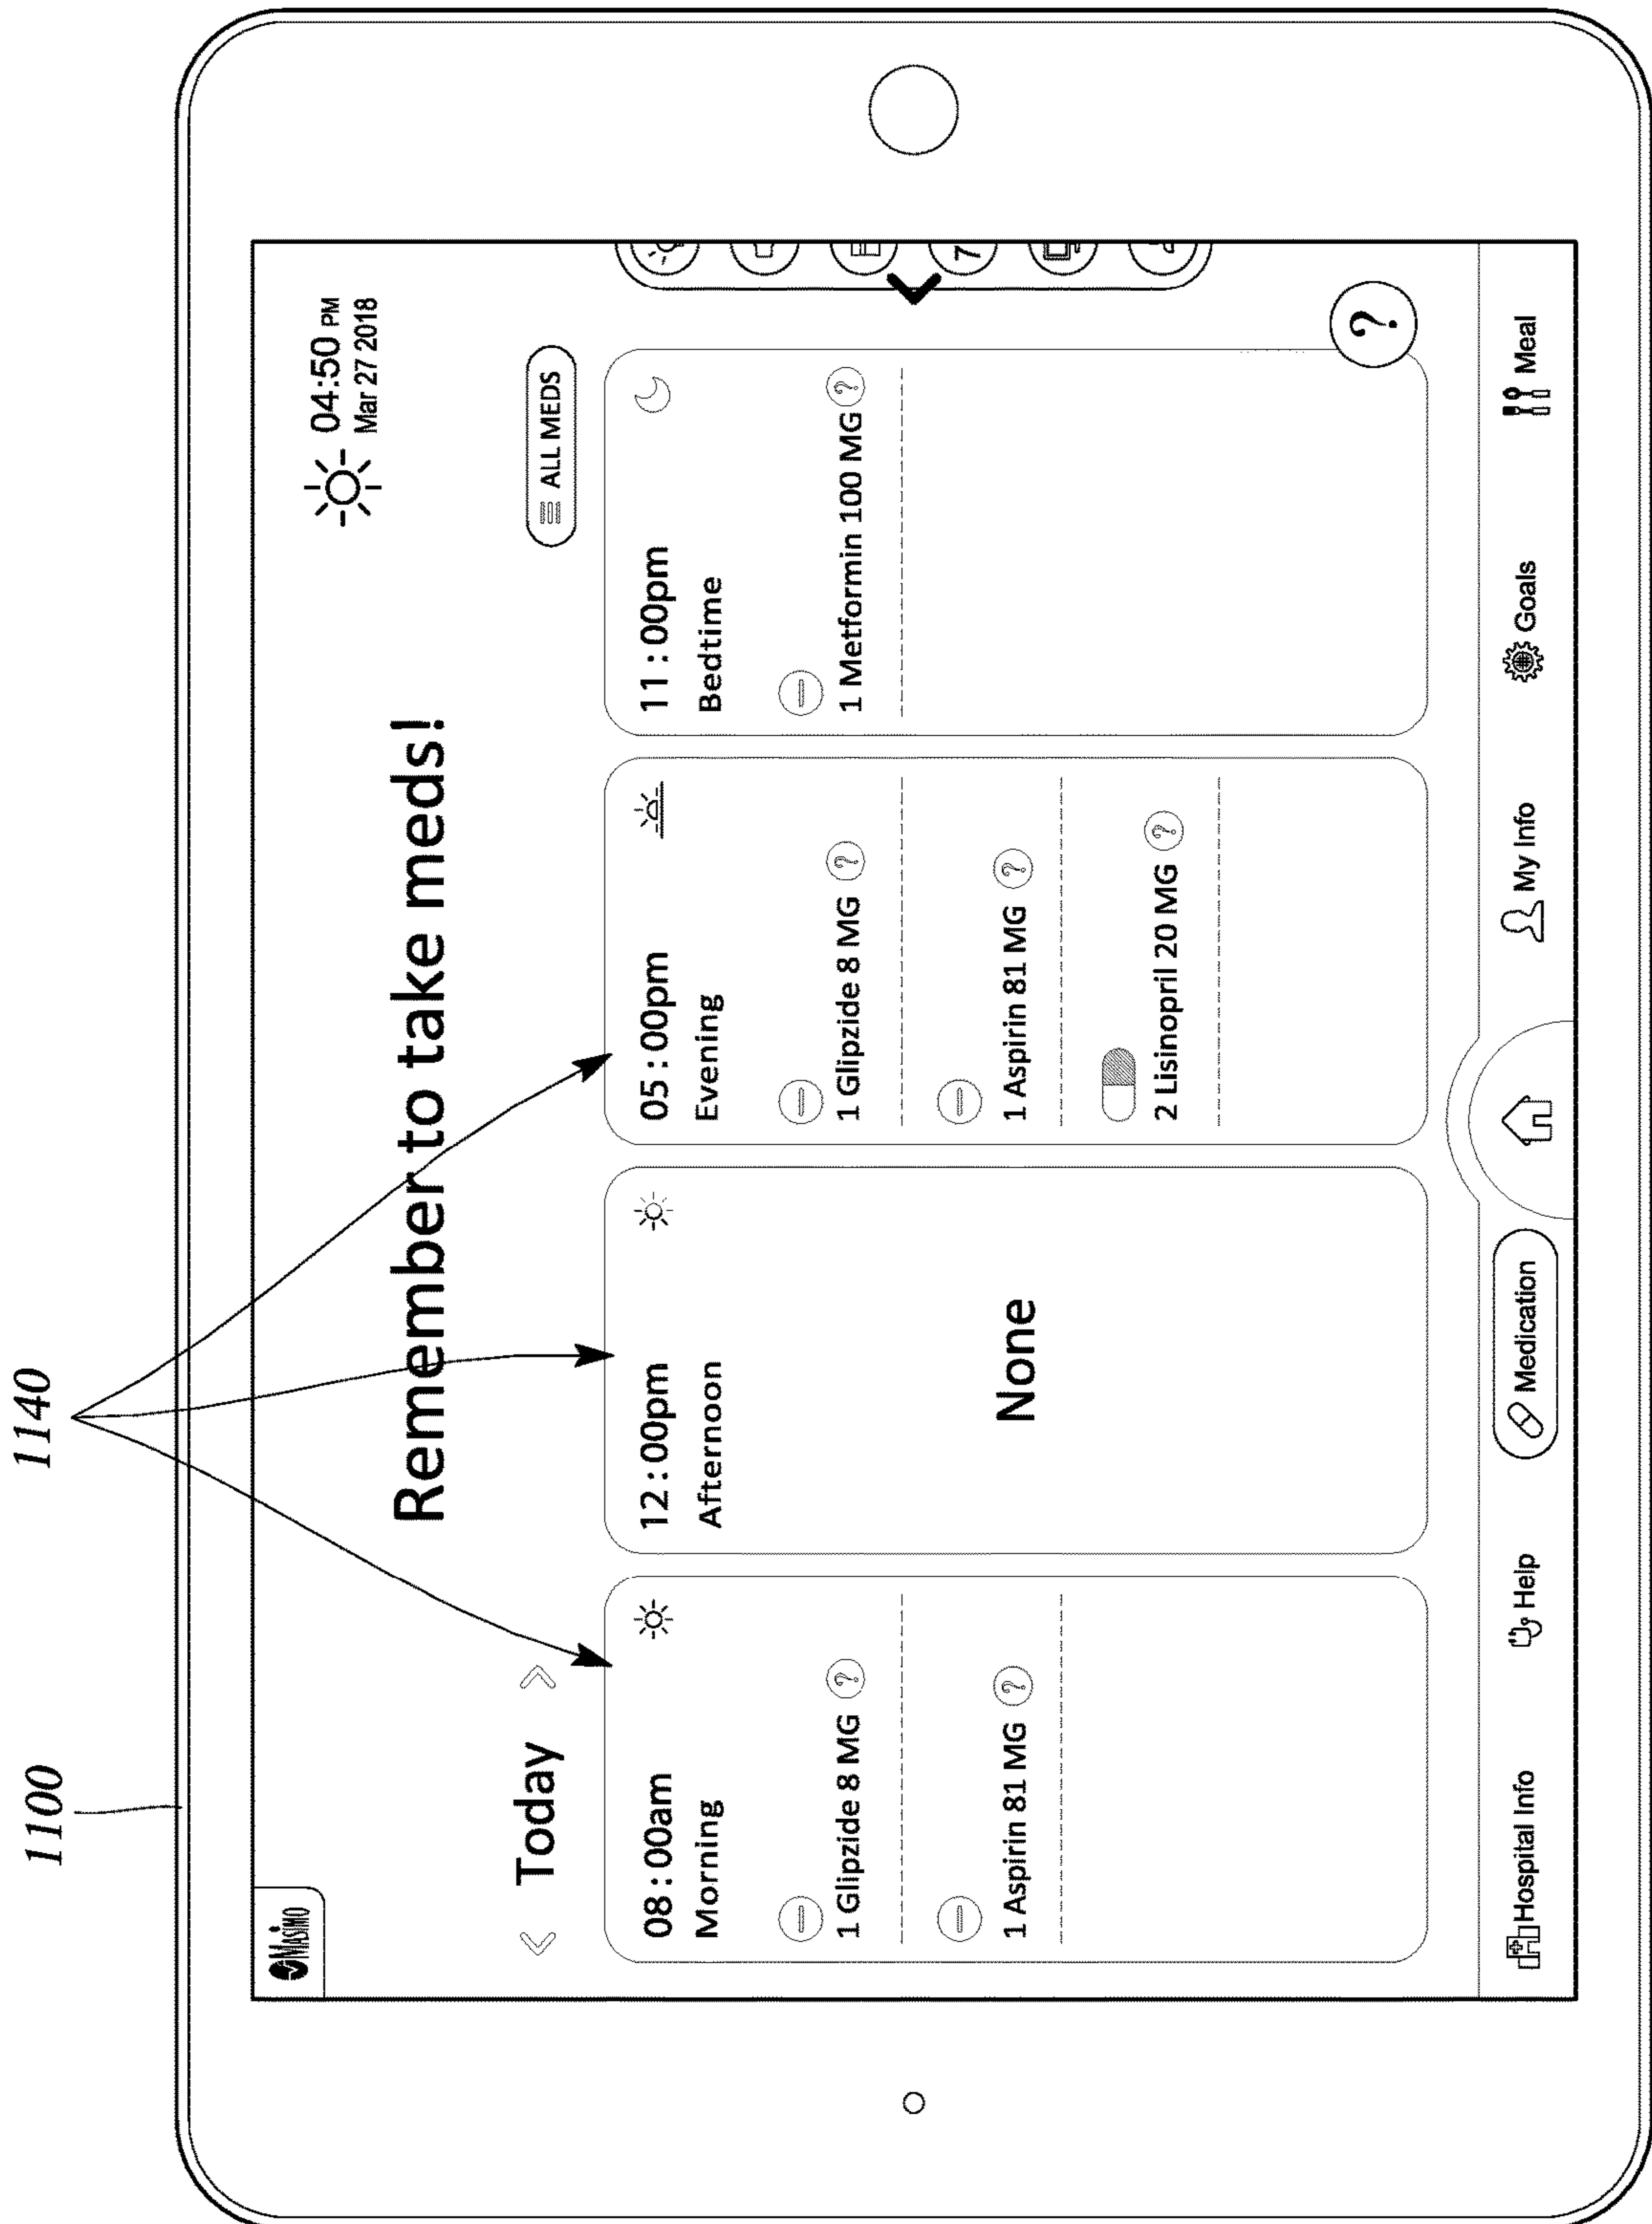 1100
1140
MASIMO
04:50 PM
Mar 27 2018
Remember to take meds!
Today
ALL MEDS
08:00am
Morning
1 Glipzide 8 MG ?
1 Aspirin 81 MG ?
12:00pm
Afternoon
None
05:00pm
Evening
1 Glipzide 8 MG ?
1 Aspirin 81 MG ?
2 Lisinopril 20 MG ?
11:00pm
Bedtime
1 Metformin 100 MG ?
7
?
Hospital Info
Help
Medication
My Info
Goals
Meal